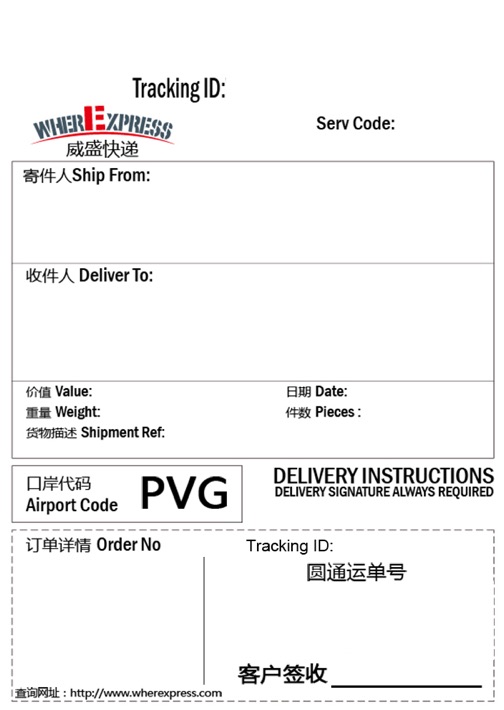 Tracking ID:
WHEREXPRESS
威盛快递
Serv Code:
寄件人Ship From:
收件人 Deliver To:
价值 Value:
日期 Date:
重量 Weight:
件数 Pieces :
货物描述 Shipment Ref:
口岸代码
Airport Code
PVG
DELIVERY INSTRUCTIONS
DELIVERY SIGNATURE ALWAYS REQUIRED
订单详情 Order No
Tracking ID:
圆通运单号
客户签收
查询网址：http://www.wherexpress.com